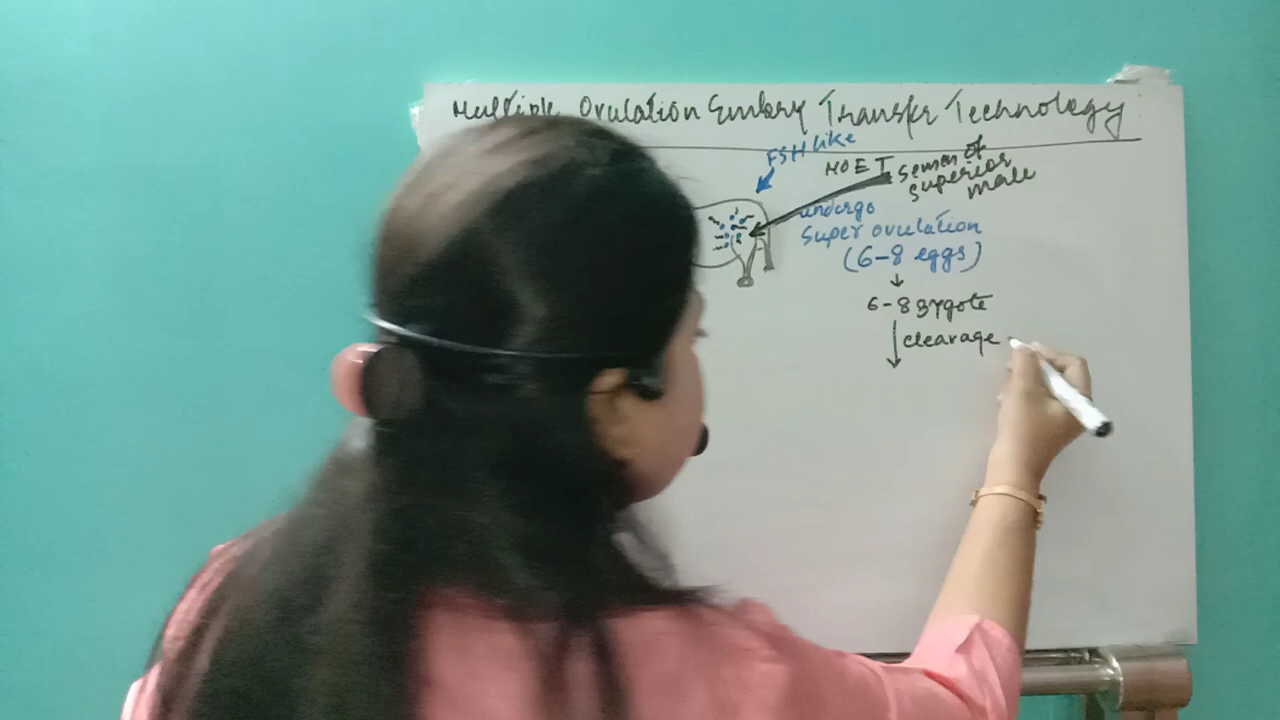 Multiple Ovulation Embry Transfer Technology
FSH like
MOET
semen of
superior
male
undergo
Super ovulation
(6-8 eggs)
↓
6-8 zygote
↓ cleavage